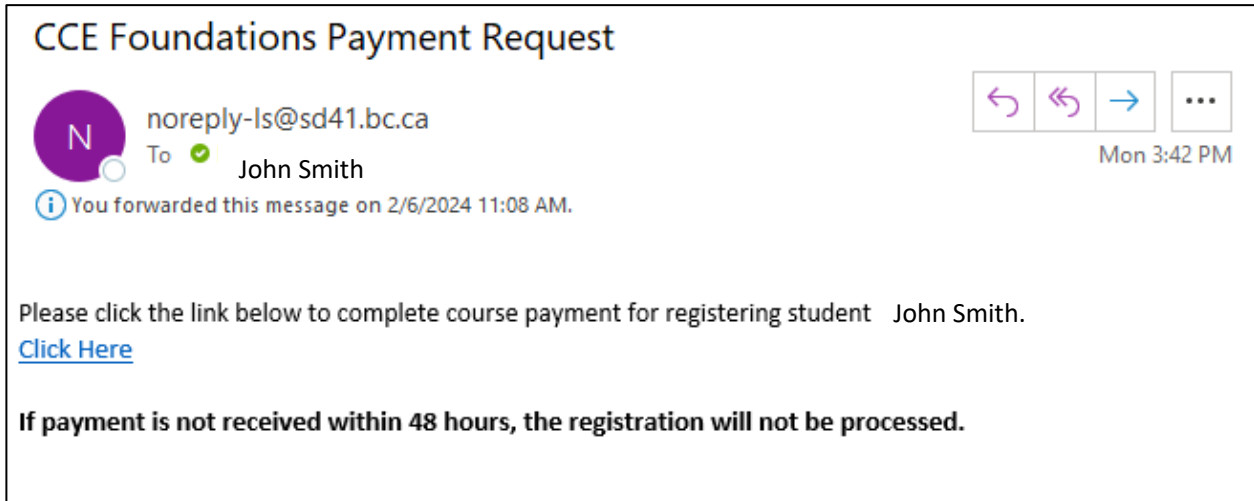 CCE Foundations Payment Request
N
noreply-ls@sd41.bc.ca
To John Smith
Mon 3:42 PM
You forwarded this message on 2/6/2024 11:08 AM.
Please click the link below to complete course payment for registering student John Smith.
Click Here
If payment is not received within 48 hours, the registration will not be processed.